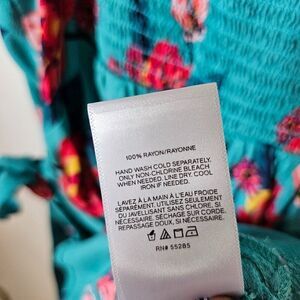 100% RAYON/RAYONNE
HAND WASH COLD SEPARATELY.
ONLY NON-CHLORINE BLEACH
WHEN NEEDED. LINE DRY. COOL
IRON IF NEEDED.
LAVEZ À LA MAIN À L'EAU FROIDE
SEPARÉMENT. UTILISEZ SEULEMENT
DU JAVELLISANT SANS CHLORE, SI
NÉCESSAIRE. SÉCHAGE SUR CORDE.
REPASSAGE DOUX, SI NÉCESSAIRE.
RN# 55285